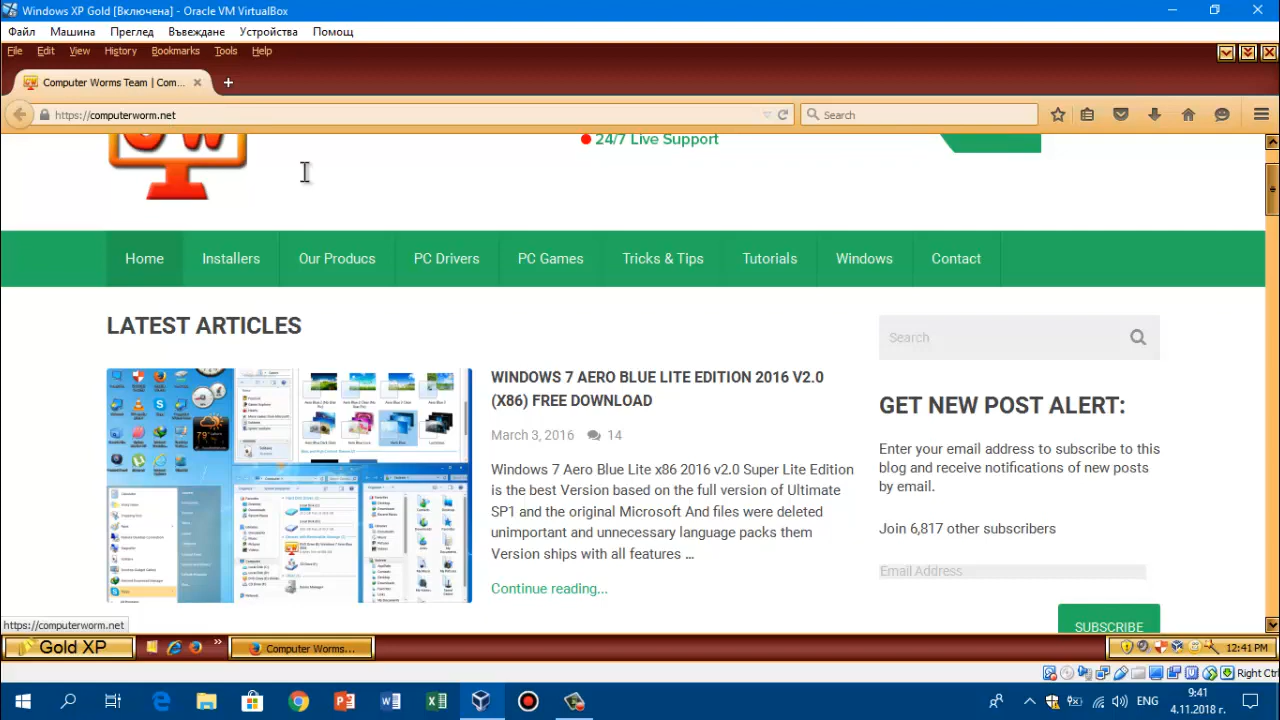 Windows XP Gold [Включена] - Oracle VM VirtualBox
Файл Машина Преглед Въвеждане Устройства Помощ
File Edit View History Bookmarks Tools Help
Computer Worms Team | Com...
https://computerworm.net
Search
24/7 Live Support
Home Installers Our Producs PC Drivers PC Games Tricks & Tips Tutorials Windows Contact
LATEST ARTICLES
Search
WINDOWS 7 AERO BLUE LITE EDITION 2016 V2.0
(X86) FREE DOWNLOAD
March 3, 2016 14
Windows 7 Aero Blue Lite x86 2016 v2.0 Super Lite Edition
is the best Version based on the full version of Ultimate
SP1 and the original Microsoft And files were deleted
unimportant and unnecessary language packs them
Version ships with all features ...
Continue reading...
GET NEW POST ALERT:
Enter your email address to subscribe to this
blog and receive notifications of new posts
by email.
Join 6,817 other subscribers
Email Address
SUBSCRIBE
https://computerworm.net
Gold XP
Computer Worms...
12:41 PM
Right Ctrl
ENG
9:41
4.11.2018 г.